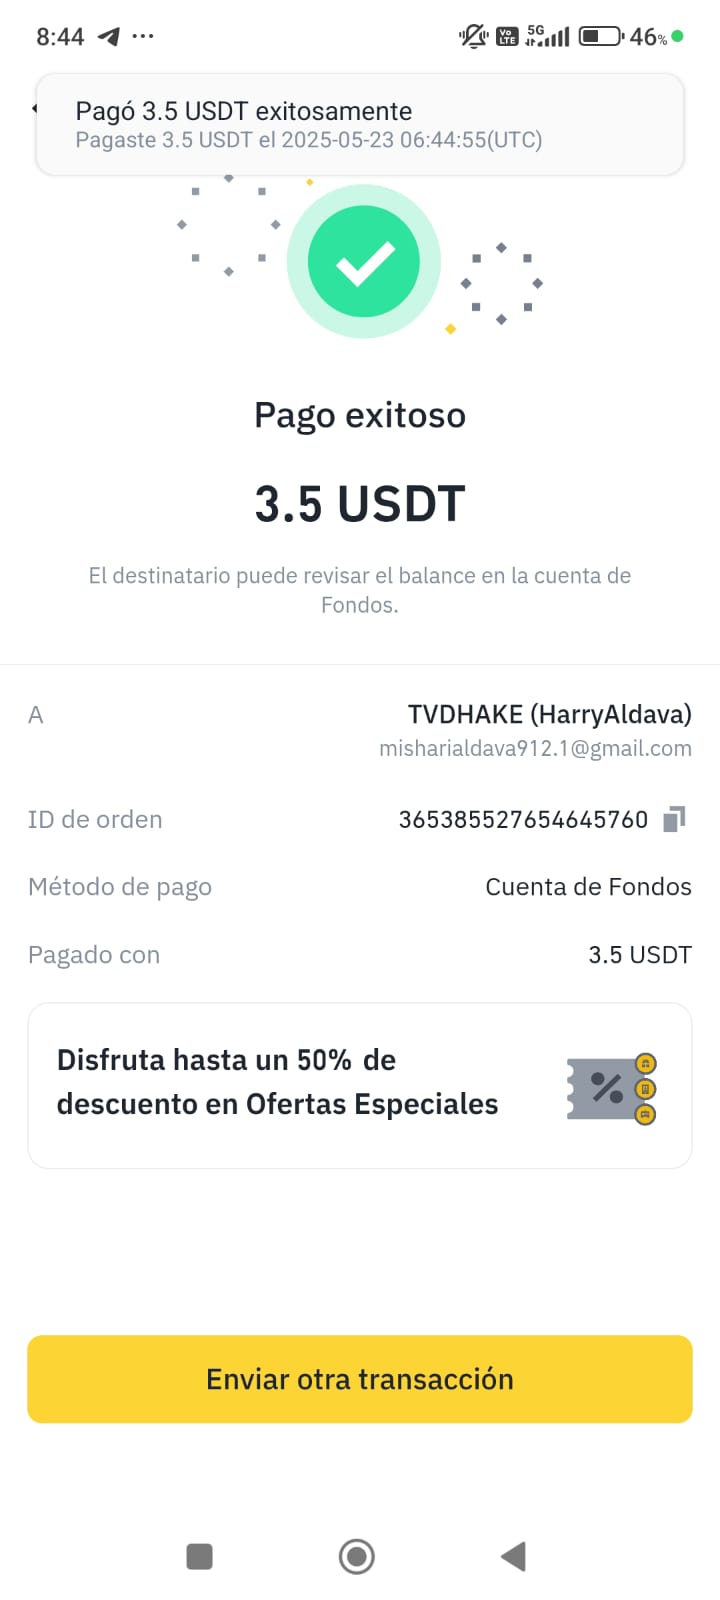 8:44
Vo LTE
5G
46%
Pagó 3.5 USDT exitosamente
Pagaste 3.5 USDT el 2025-05-23 06:44:55(UTC)
Pago exitoso
3.5 USDT
El destinatario puede revisar el balance en la cuenta de
Fondos.
A
TVDHAKE (HarryAldava)
misharialdava912.1@gmail.com
ID de orden
365385527654645760
Método de pago
Cuenta de Fondos
Pagado con
3.5 USDT
Disfruta hasta un 50% de
descuento en Ofertas Especiales
%
Enviar otra transacción